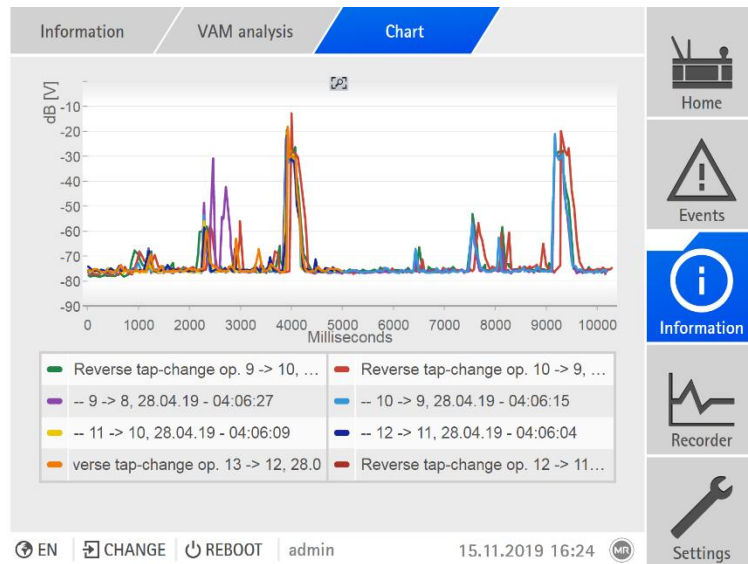 Information VAM analysis Chart
dB [V]
-10
-20
-30
-40
-50
-60
-70
-80
-90
0 1000 2000 3000 4000 5000 6000 7000 8000 9000 10000
Milliseconds
Reverse tap-change op. 9 -> 10, ... Reverse tap-change op. 10 -> 9, ...
-- 9 -> 8, 28.04.19 - 04:06:27 -- 10 -> 9, 28.04.19 - 04:06:15
-- 11 -> 10, 28.04.19 - 04:06:09 -- 12 -> 11, 28.04.19 - 04:06:04
verse tap-change op. 13 -> 12, 28.0 Reverse tap-change op. 12 -> 11...
Home
Events
Information
Recorder
Settings
EN CHANGE REBOOT admin 15.11.2019 16:24 MR